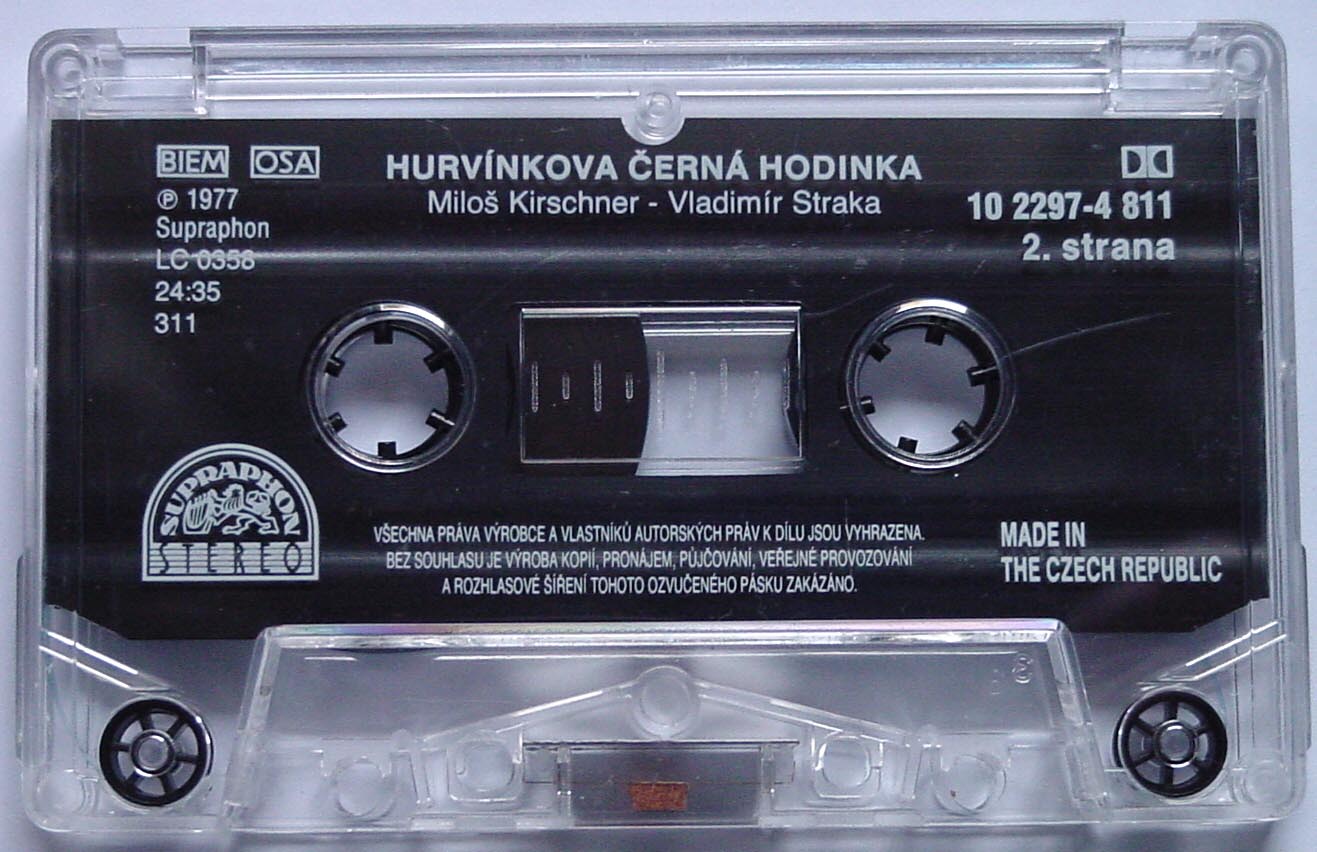 BIEM OSA
℗ 1977
Supraphon
LC 0358
24:35
311
HURVÍNKOVA ČERNÁ HODINKA
Miloš Kirschner - Vladimír Straka
10 2297-4 811
2. strana
SUPRAPHON
STEREO
VŠECHNA PRÁVA VÝROBCE A VLASTNÍKŮ AUTORSKÝCH PRÁV K DÍLU JSOU VYHRAZENA.
BEZ SOUHLASU JE VÝROBA KOPIÍ, PRONÁJEM, PŮJČOVÁNÍ, VEŘEJNÉ PROVOZOVÁNÍ
A ROZHLASOVÉ ŠÍŘENÍ TOHOTO OZVUČENÉHO PÁSKU ZAKÁZÁNO.
MADE IN
THE CZECH REPUBLIC